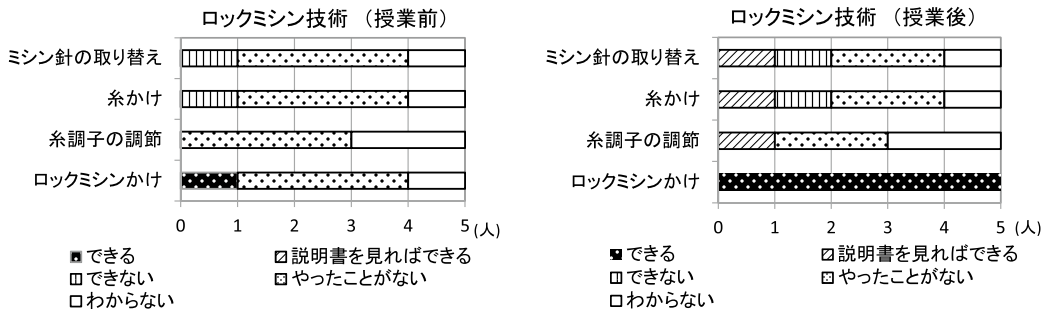 ロックミシン技術 （授業前）
ミシン針の取り替え
糸かけ
糸調子の調節
ロックミシンかけ
0 1 2 3 4 5 (人)
できる 説明書を見ればできる
できない やったことがない
わからない
ロックミシン技術 （授業後）
ミシン針の取り替え
糸かけ
糸調子の調節
ロックミシンかけ
0 1 2 3 4 5 (人)
できる 説明書を見ればできる
できない やったことがない
わからない